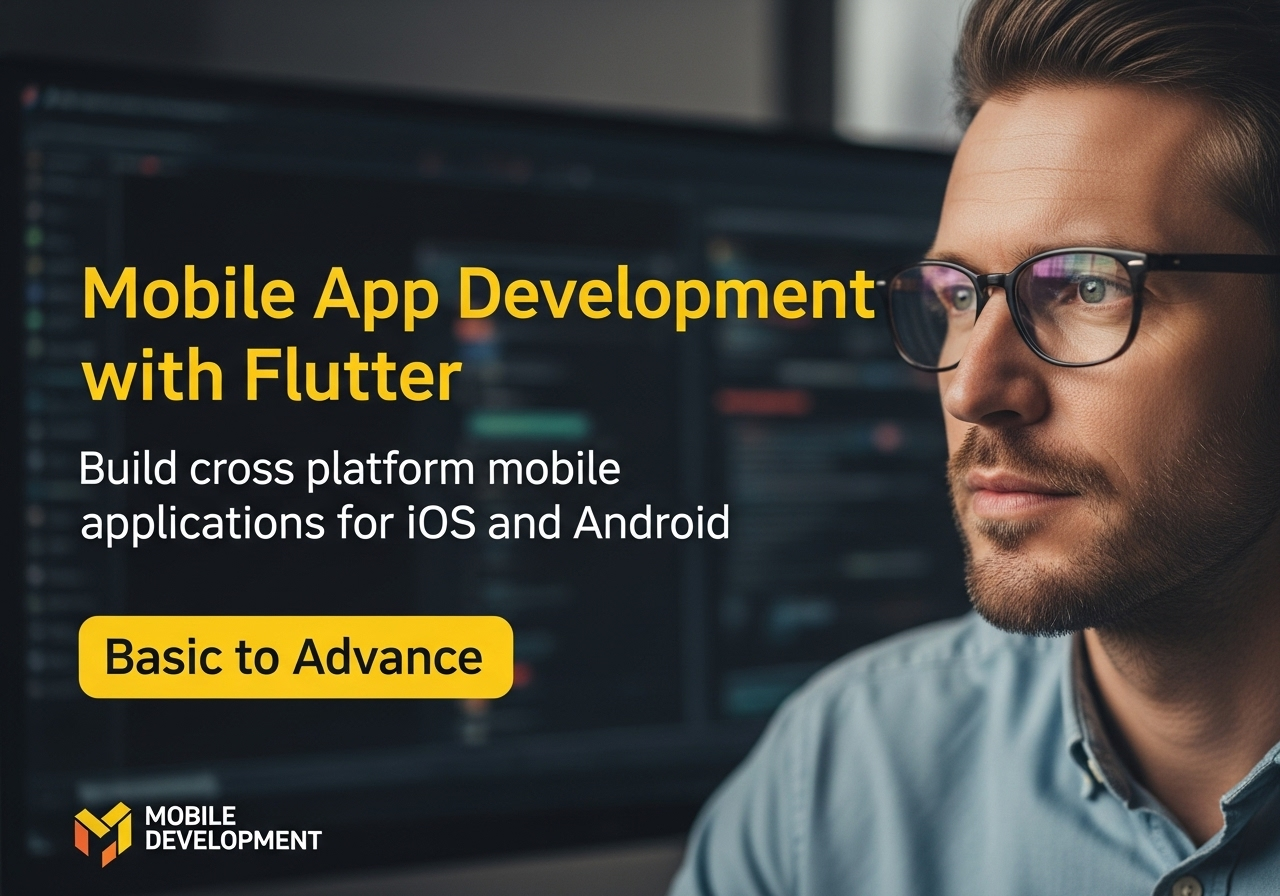 Mobile App Development
with Flutter
Build cross platform mobile
applications for iOS and Android
Basic to Advance
MOBILE
DEVELOPMENT